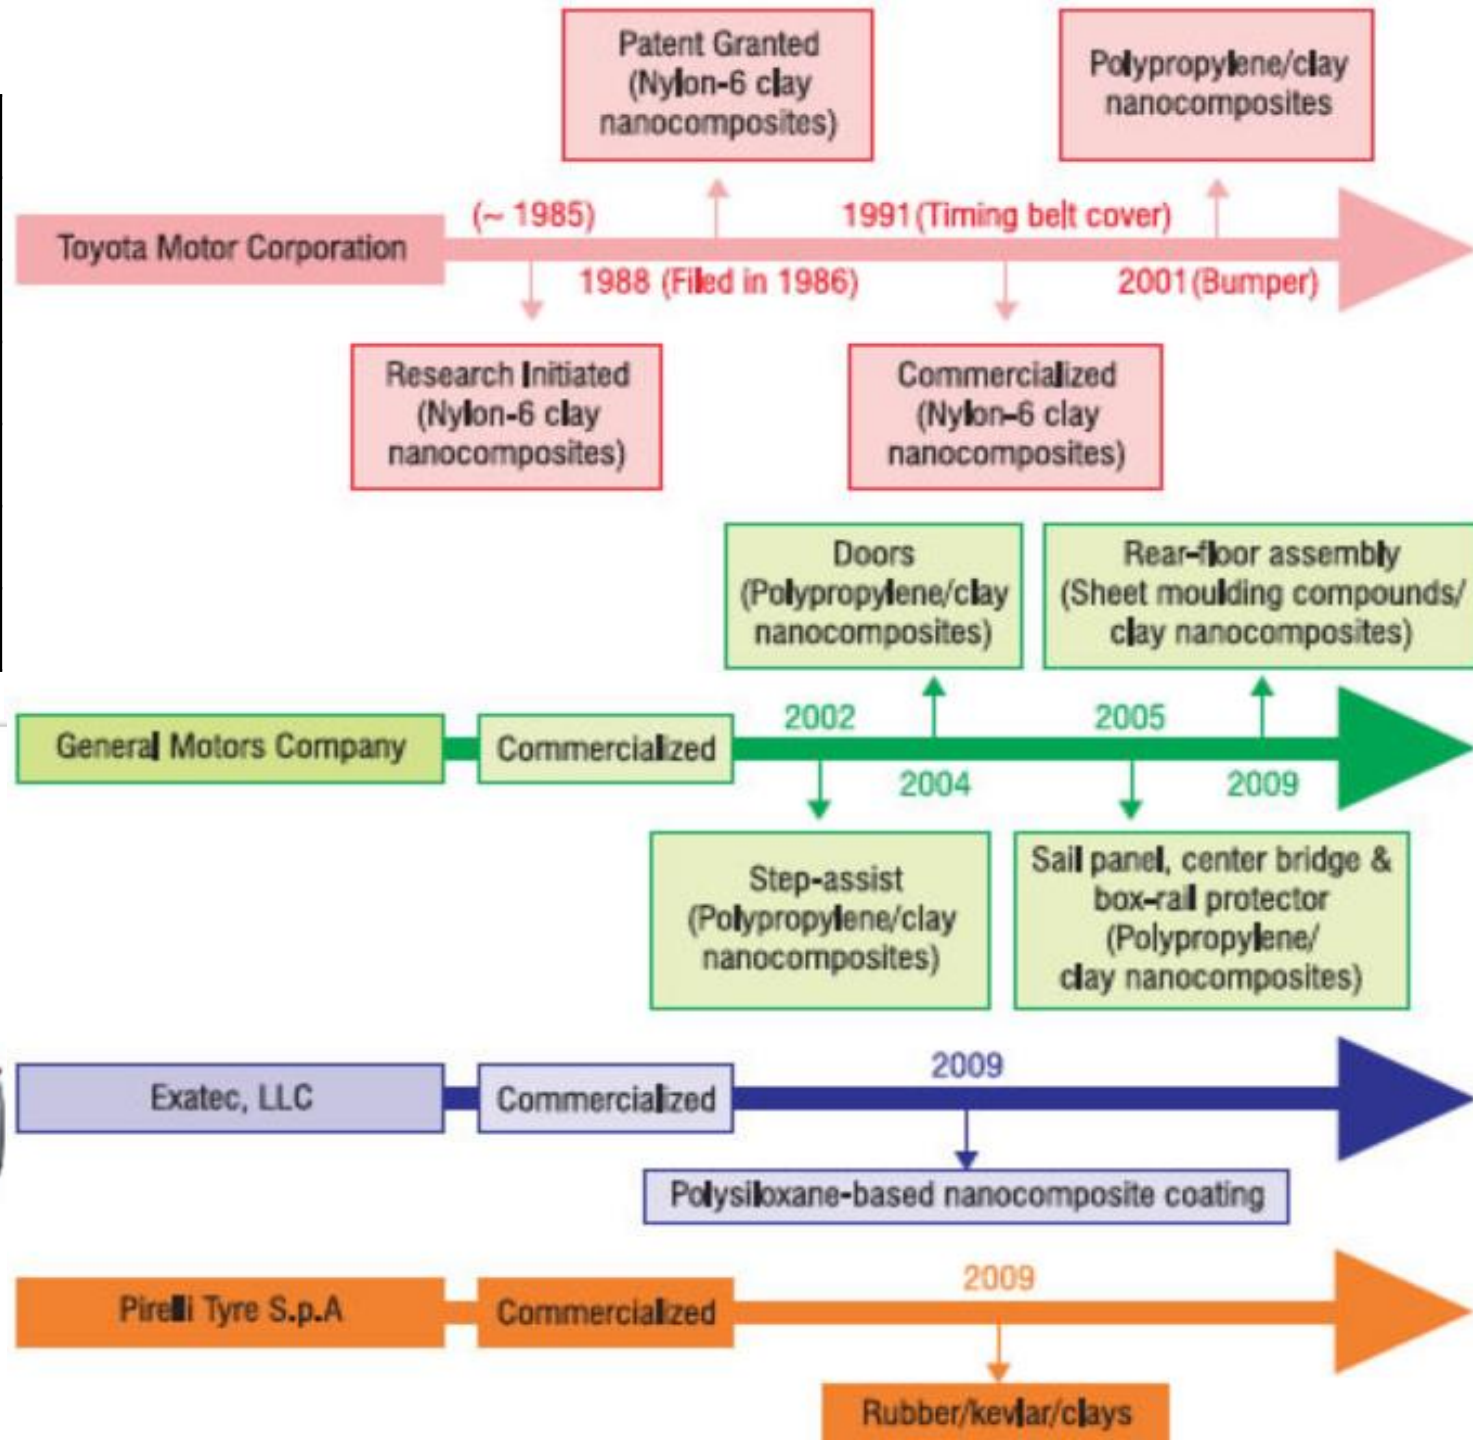 Patent Granted
(Nylon-6 clay
nanocomposites)
Polypropylene/clay
nanocomposites
(~ 1985)
1991(Timing belt cover)
Toyota Motor Corporation
1988 (Filed in 1986)
2001(Bumper)
Research Initiated
(Nylon-6 clay
nanocomposites)
Commercialized
(Nylon-6 clay
nanocomposites)
Doors
(Polypropylene/clay
nanocomposites)
Rear-floor assembly
(Sheet moulding compounds/
clay nanocomposites)
2002
2005
General Motors Company
Commercialized
2004
2009
Step-assist
(Polypropylene/clay
nanocomposites)
Sail panel, center bridge &
box-rail protector
(Polypropylene/
clay nanocomposites)
2009
Exatec, LLC
Commercialized
Polysiloxane-based nanocomposite coating
2009
Pirelli Tyre S.p.A
Commercialized
Rubber/kevlar/clays